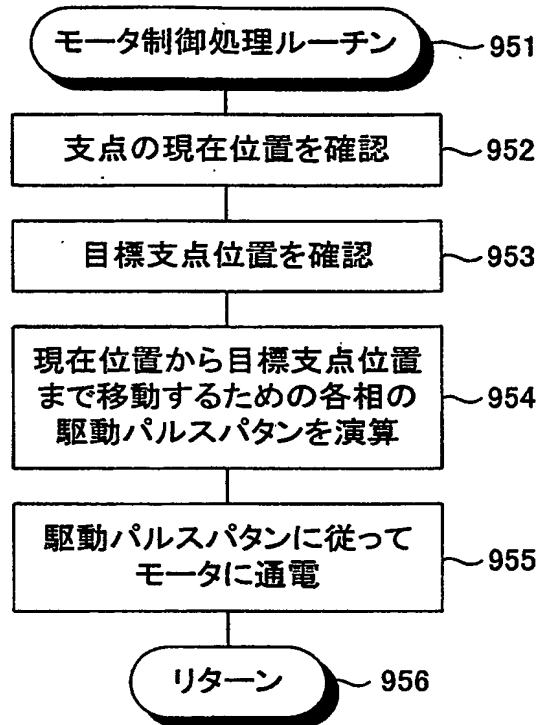 モータ制御処理ルーチン
951
支点の現在位置を確認
952
目標支点位置を確認
953
現在位置から目標支点位置
まで移動するための各相の
駆動パルスパタンを演算
954
駆動パルスパタンに従って
モータに通電
955
リターン
956